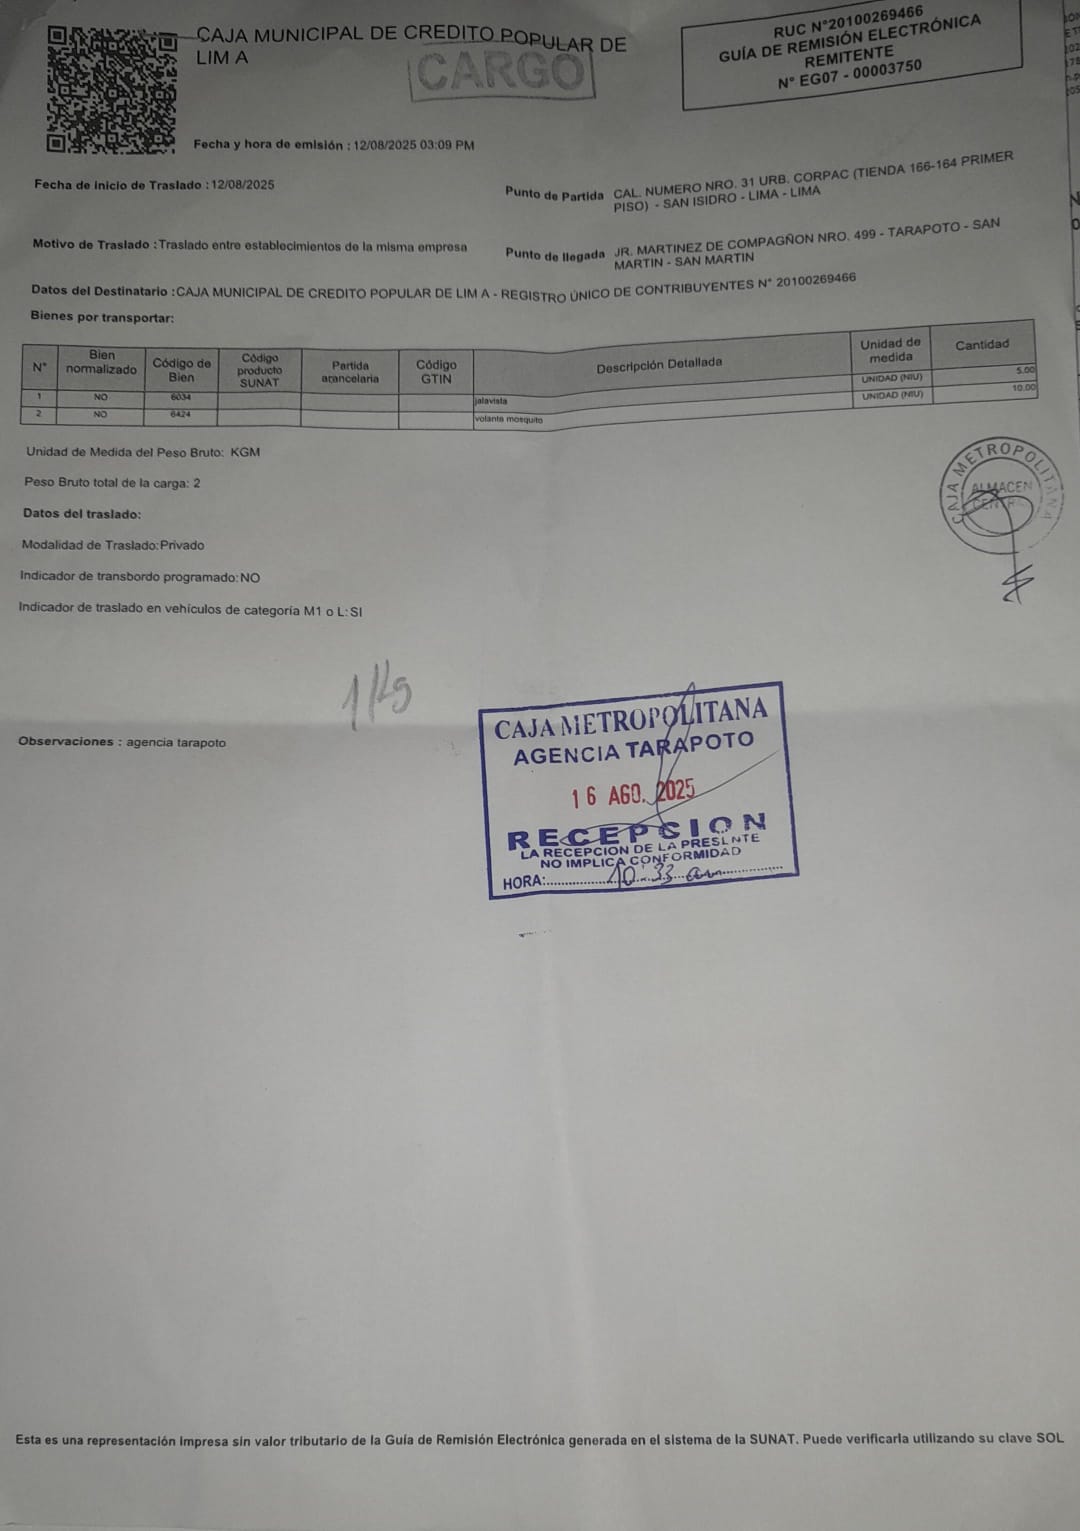 CAJA MUNICIPAL DE CREDITO POPULAR DE
LIM A
CARGO
RUC N°20100269466
GUÍA DE REMISIÓN ELECTRÓNICA
REMITENTE
N° EG07 - 00003750
Fecha y hora de emisión : 12/08/2025 03:09 PM
Fecha de inicio de Traslado : 12/08/2025
Punto de Partida CAL. NUMERO NRO. 31 URB. CORPAC (TIENDA 166-164 PRIMER
PISO) - SAN ISIDRO - LIMA - LIMA
Motivo de Traslado : Traslado entre establecimientos de la misma empresa
Punto de llegada JR. MARTINEZ DE COMPAGÑON NRO. 499 - TARAPOTO - SAN
MARTIN - SAN MARTIN
Datos del Destinatario : CAJA MUNICIPAL DE CREDITO POPULAR DE LIM A - REGISTRO ÚNICO DE CONTRIBUYENTES N° 20100269466
Bienes por transportar:
N° Bien normalizado Código de Bien Código producto SUNAT Partida arancelaria Código GTIN Descripción Detallada Unidad de medida Cantidad
1 NO 6034 jalavista UNIDAD (NIU) 5.00
2 NO 6424 volante mosquito UNIDAD (NIU) 10.00
Unidad de Medida del Peso Bruto: KGM
Peso Bruto total de la carga: 2
Datos del traslado:
Modalidad de Traslado: Privado
Indicador de transbordo programado: NO
Indicador de traslado en vehículos de categoría M1 o L: SI
CAJA METROPOLITANA
ALMACEN
CENTRAL
Observaciones : agencia tarapoto
CAJA METROPOLITANA
AGENCIA TARAPOTO
16 AGO. 2025
RECEPCION
LA RECEPCION DE LA PRESENTE
NO IMPLICA CONFORMIDAD
HORA: 10:33 am
Esta es una representación impresa sin valor tributario de la Guía de Remisión Electrónica generada en el sistema de la SUNAT. Puede verificarla utilizando su clave SOL